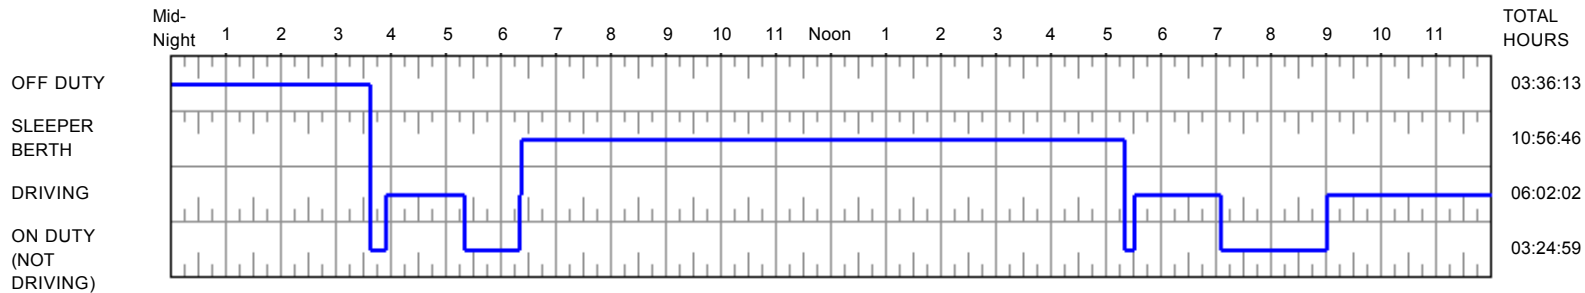 Mid-
Night 1 2 3 4 5 6 7 8 9 10 11 Noon 1 2 3 4 5 6 7 8 9 10 11
TOTAL
HOURS
OFF DUTY 03:36:13
SLEEPER
BERTH
10:56:46
DRIVING 06:02:02
ON DUTY
(NOT
DRIVING)
03:24:59